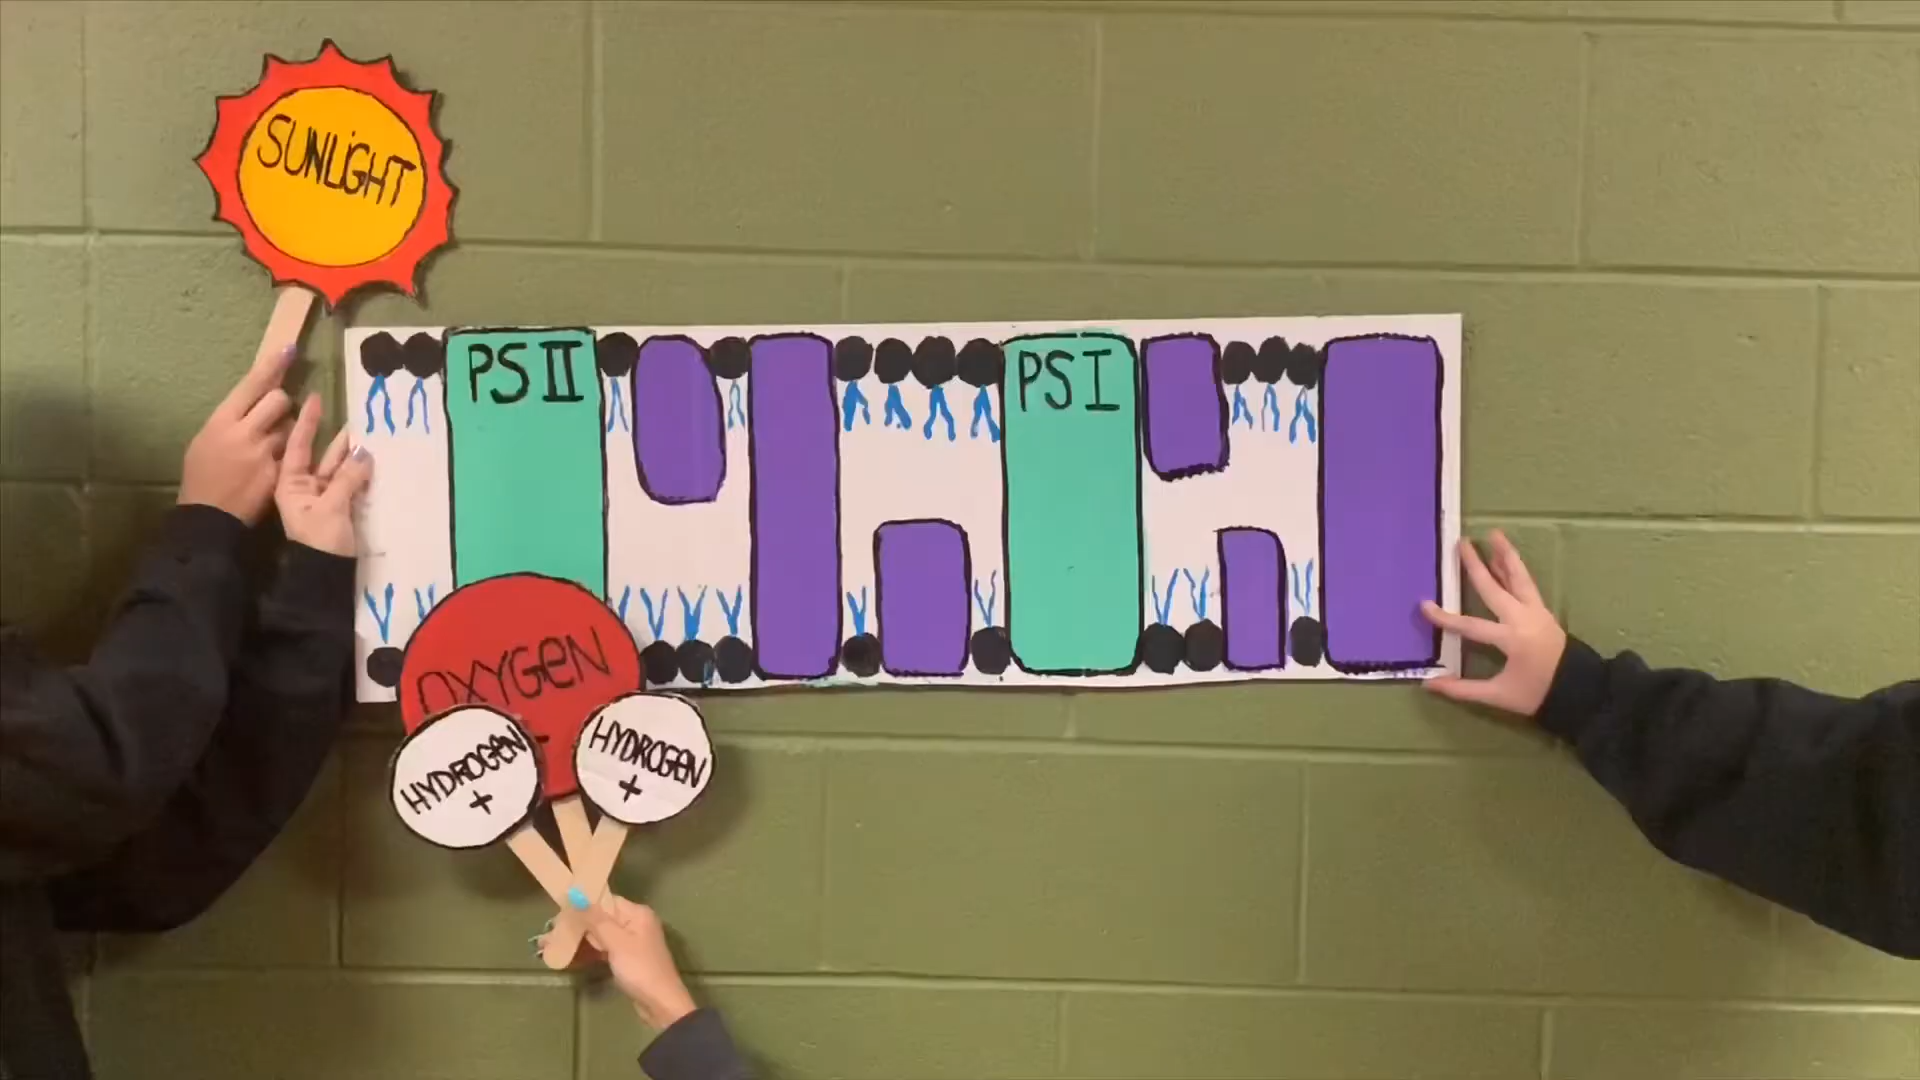 SUNLIGHT
PS II
PS I
OXYGEN
-
HYDROGEN
+
HYDROGEN
+